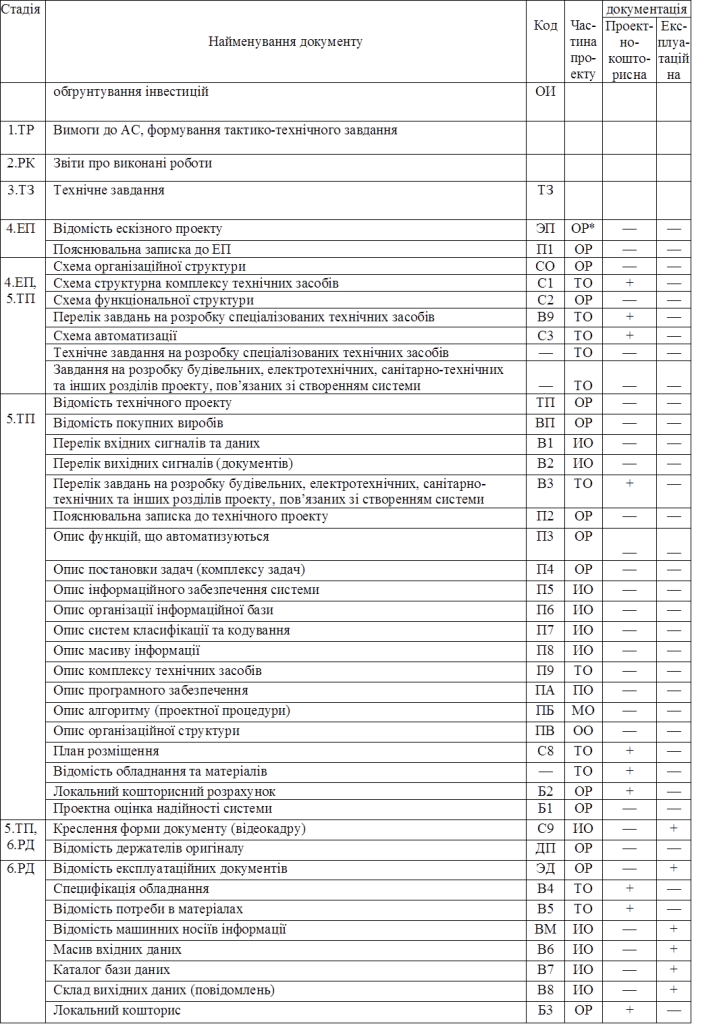 Стадія Найменування документу Код Час-тина про-екту документація
Проект-но-кошто-рисна Екс-плуа-тацій на
обґрунтування інвестицій ОИ
1.ТР Вимоги до АС, формування тактико-технічного завдання
2.РК Звіти про виконані роботи
3.ТЗ Технічне завдання ТЗ
4.ЕП Відомість ескізного проекту ЭП ОР* — —
Пояснювальна записка до ЕП П1 ОР — —
4.ЕП, 5.ТП Схема організаційної структури СО ОР — —
Схема структурна комплексу технічних засобів С1 ТО + —
Схема функціональної структури С2 ОР — —
Перелік завдань на розробку спеціалізованих технічних засобів В9 ТО + —
Схема автоматизації С3 ТО + —
Технічне завдання на розробку спеціалізованих технічних засобів — ТО — —
Завдання на розробку будівельних, електротехнічних, санітарно-технічних
та інших розділів проекту, пов’язаних зі створенням системи — ТО — —
5.ТП Відомість технічного проекту ТП ОР — —
Відомість покупних виробів ВП ОР — —
Перелік вхідних сигналів та даних В1 ИО — —
Перелік вихідних сигналів (документів) В2 ИО — —
Перелік завдань на розробку будівельних, електротехнічних, санітарно- В3 ТО + —
технічних та інших розділів проекту, пов’язаних зі створенням системи
Пояснювальна записка до технічного проекту П2 ОР — —
Опис функцій, що автоматизуються П3 ОР — —
Опис постановки задач (комплексу задач) П4 ОР — —
Опис інформаційного забезпечення системи П5 ИО — —
Опис організації інформаційної бази П6 ИО — —
Опис систем класифікації та кодування П7 ИО — —
Опис масиву інформації П8 ИО — —
Опис комплексу технічних засобів П9 ТО — —
Опис програмного забезпечення ПА ПО — —
Опис алгоритму (проектної процедури) ПБ МО — —
Опис організаційної структури ПВ ОО — —
План розміщення С8 ТО + —
Відомість обладнання та матеріалів — ТО + —
Локальний кошторисний розрахунок Б2 ОР + —
Проектна оцінка надійності системи Б1 ОР — —
5.ТП, 6.РД Креслення форми документу (відеокадру) С9 ИО — +
Відомість держателів оригіналу ДП ОР — —
6.РД Відомість експлуатаційних документів ЭД ОР — +
Специфікація обладнання В4 ТО + —
Відомість потреби в матеріалах В5 ТО + —
Відомість машинних носіїв інформації ВМ ИО — +
Масив вхідних даних В6 ИО — +
Каталог бази даних В7 ИО — +
Склад вихідних даних (повідомлень) В8 ИО — +
Локальний кошторис Б3 ОР + —